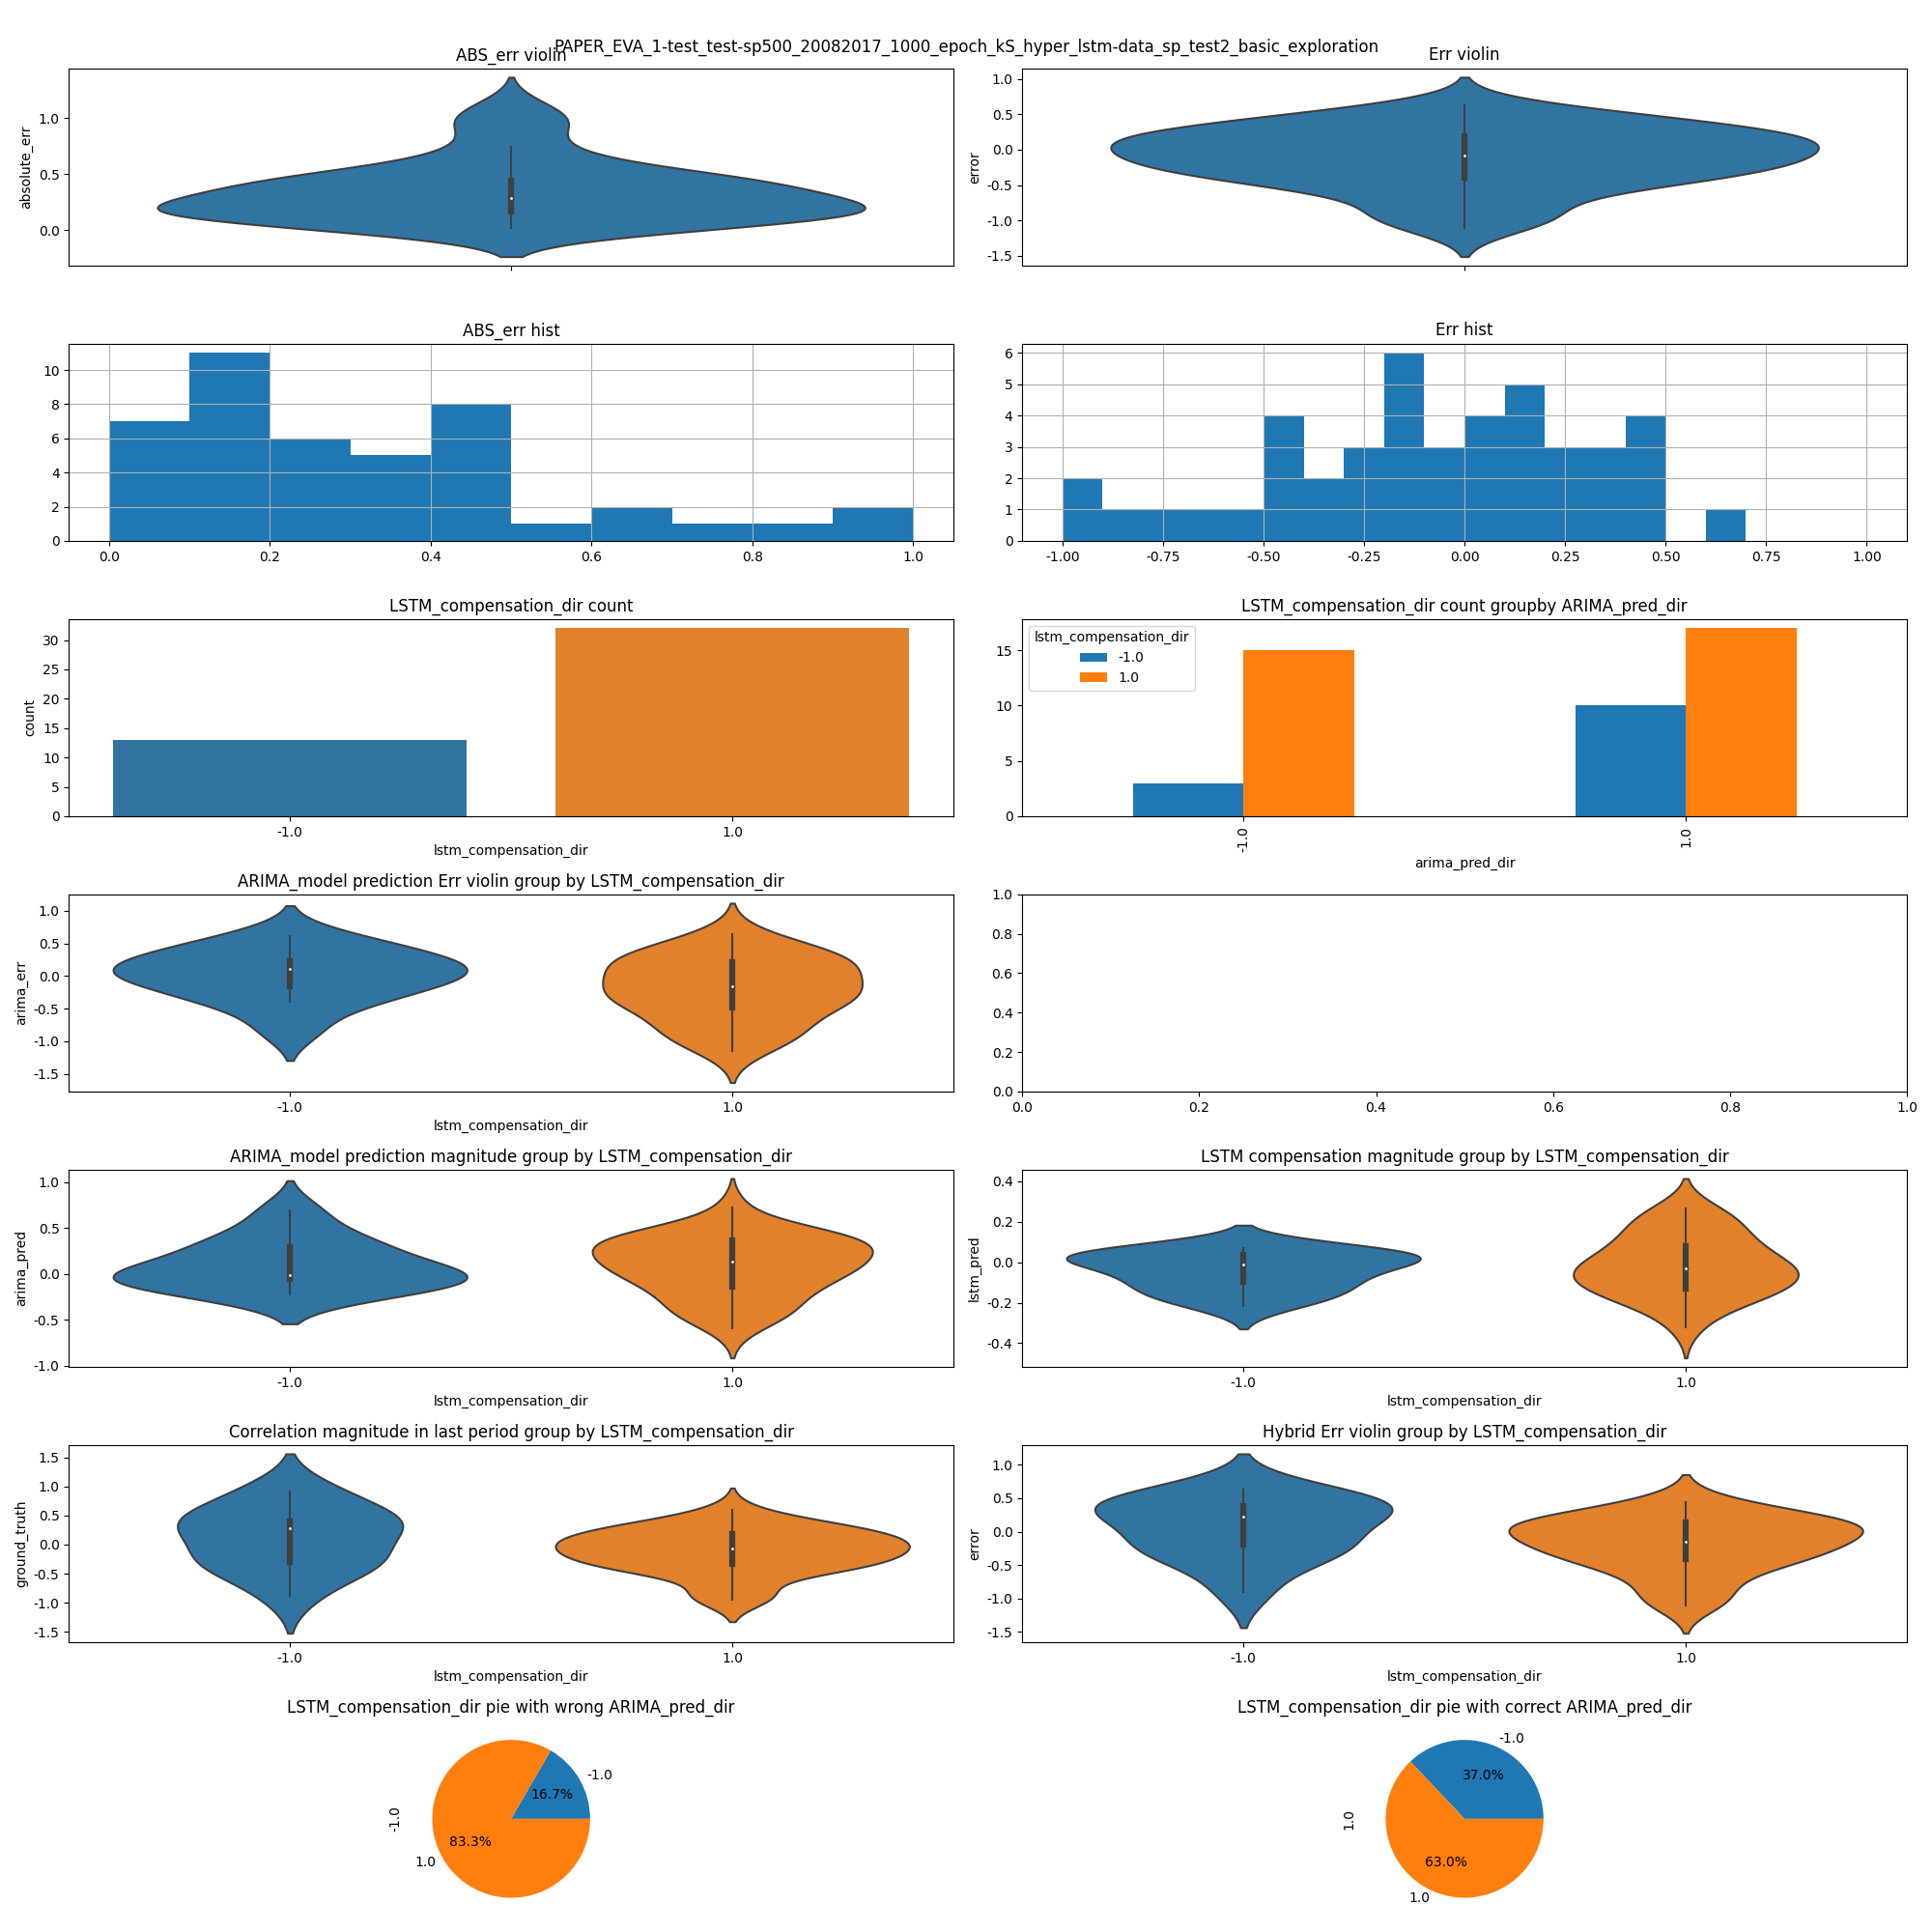 PAPER_EVA_1-test_test-sp500_20082017_1000_epoch_kS_hyper_lstm-data_sp_test2_basic_exploration
ABS_err violin
absolute_err
1.0
0.5
0.0
Err violin
error
1.0
0.5
0.0
-0.5
-1.0
-1.5
ABS_err hist
10
8
6
4
2
0
0.0 0.2 0.4 0.6 0.8 1.0
Err hist
6
5
4
3
2
1
0
-1.00 -0.75 -0.50 -0.25 0.00 0.25 0.50 0.75 1.00
LSTM_compensation_dir count
count
30
25
20
15
10
5
0
-1.0 1.0
lstm_compensation_dir
LSTM_compensation_dir count groupby ARIMA_pred_dir
lstm_compensation_dir
-1.0
1.0
15
10
5
0
-1.0 1.0
arima_pred_dir
ARIMA_model prediction Err violin group by LSTM_compensation_dir
arima_err
1.0
0.5
0.0
-0.5
-1.0
-1.5
-1.0 1.0
lstm_compensation_dir
1.0
0.8
0.6
0.4
0.2
0.0
0.0 0.2 0.4 0.6 0.8 1.0
ARIMA_model prediction magnitude group by LSTM_compensation_dir
arima_pred
1.0
0.5
0.0
-0.5
-1.0
-1.0 1.0
lstm_compensation_dir
LSTM compensation magnitude group by LSTM_compensation_dir
lstm_pred
0.4
0.2
0.0
-0.2
-0.4
-1.0 1.0
lstm_compensation_dir
Correlation magnitude in last period group by LSTM_compensation_dir
ground_truth
1.5
1.0
0.5
0.0
-0.5
-1.0
-1.5
-1.0 1.0
lstm_compensation_dir
Hybrid Err violin group by LSTM_compensation_dir
error
1.0
0.5
0.0
-0.5
-1.0
-1.5
-1.0 1.0
lstm_compensation_dir
LSTM_compensation_dir pie with wrong ARIMA_pred_dir
-1.0
-1.0
16.7%
83.3%
1.0
LSTM_compensation_dir pie with correct ARIMA_pred_dir
1.0
-1.0
37.0%
63.0%
1.0